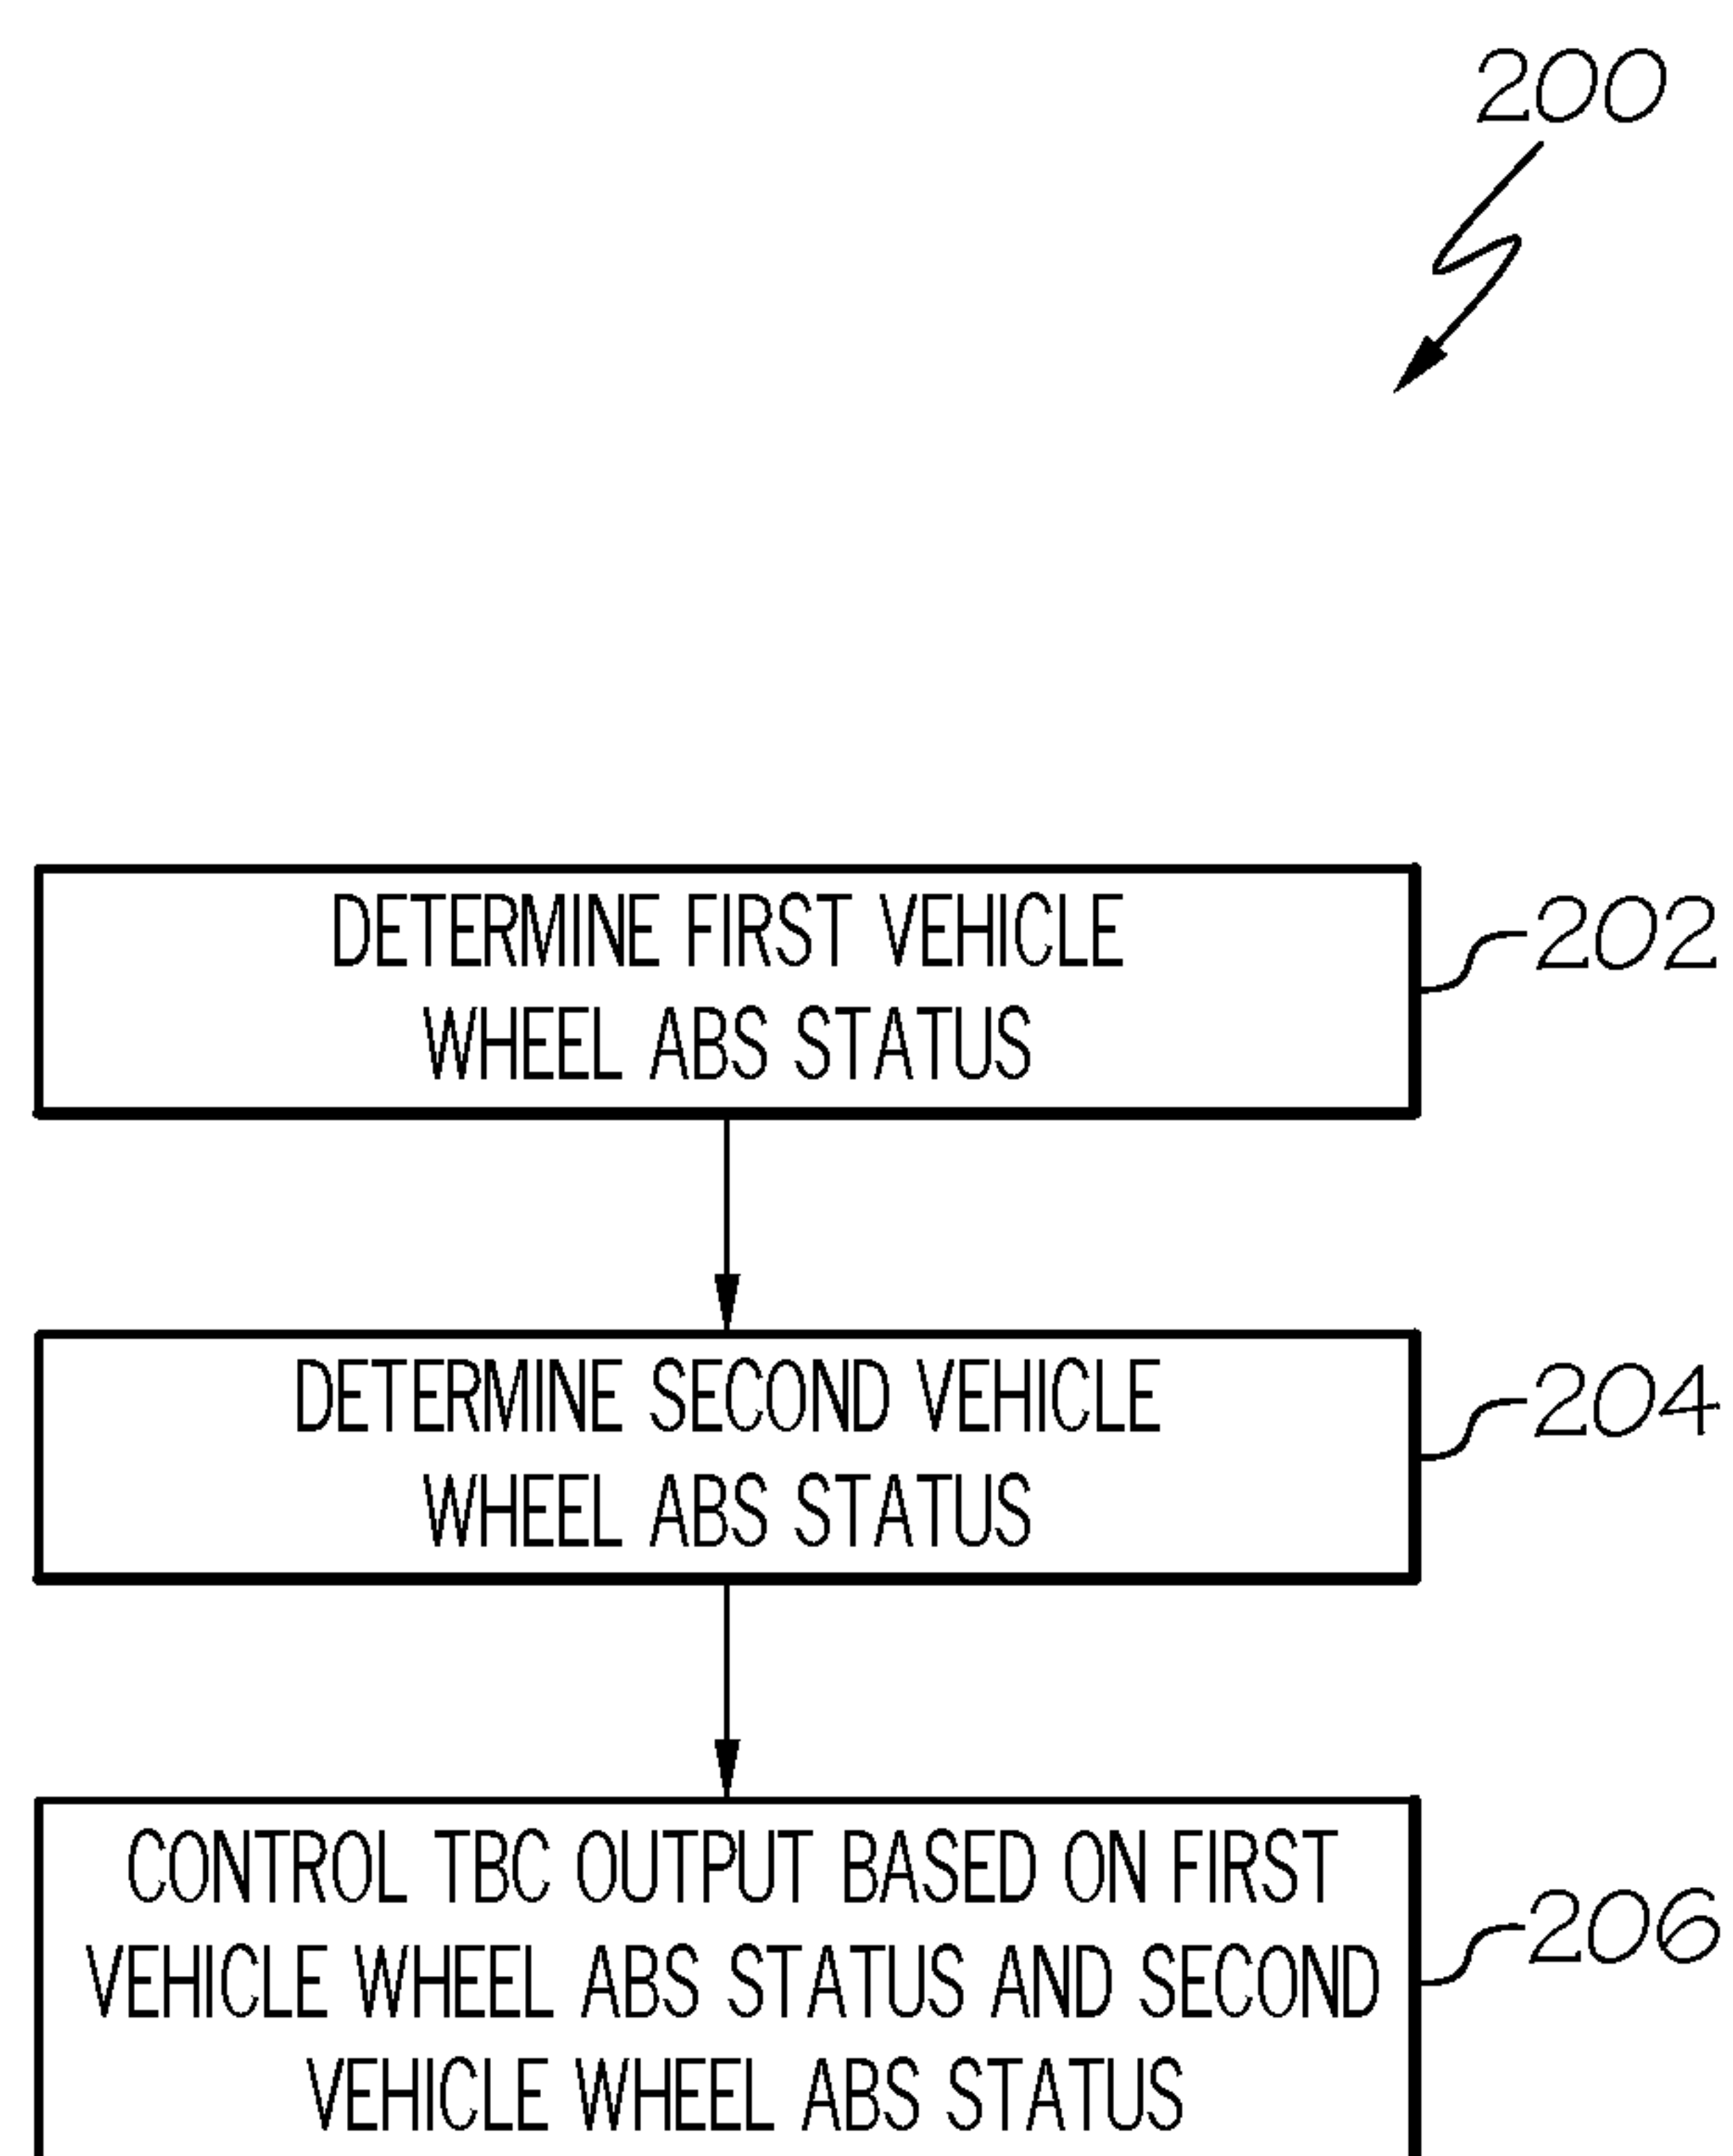 200
DETERMINE FIRST VEHICLE
WHEEL ABS STATUS
202
DETERMINE SECOND VEHICLE
WHEEL ABS STATUS
204
CONTROL TBC OUTPUT BASED ON FIRST
VEHICLE WHEEL ABS STATUS AND SECOND
VEHICLE WHEEL ABS STATUS
206